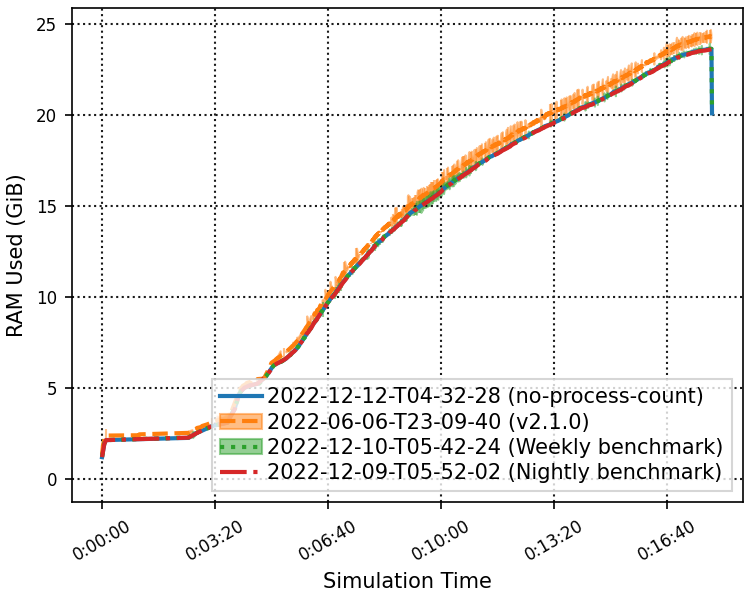 25
20
15
10
5
0
RAM Used (GiB)
2022-12-12-T04-32-28 (no-process-count)
2022-06-06-T23-09-40 (v2.1.0)
2022-12-10-T05-42-24 (Weekly benchmark)
2022-12-09-T05-52-02 (Nightly benchmark)
0:00:00
0:03:20
0:06:40
0:10:00
0:13:20
0:16:40
Simulation Time